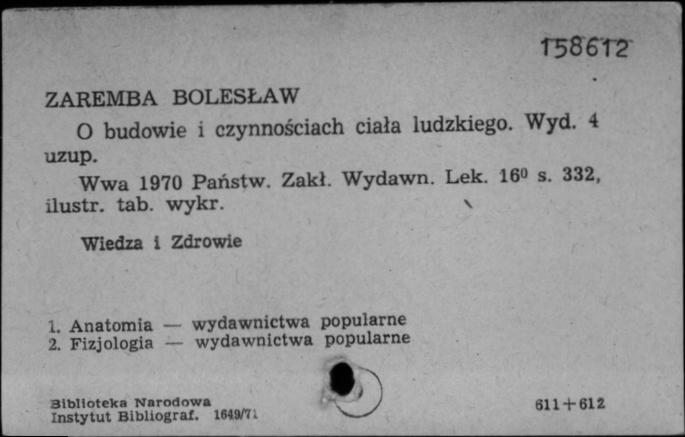 158612
ZAREMBA BOLESŁAW
O budowie i czynnościach ciała ludzkiego. Wyd. 4
uzup.
Wwa 1970 Państw. Zakł. Wydawn. Lek. 16⁰ s. 332,
ilustr. tab. wykr.
Wiedza i Zdrowie
1. Anatomia — wydawnictwa popularne
2. Fizjologia — wydawnictwa popularne
Biblioteka Narodowa
Instytut Bibliograf. 1649/71
611+612